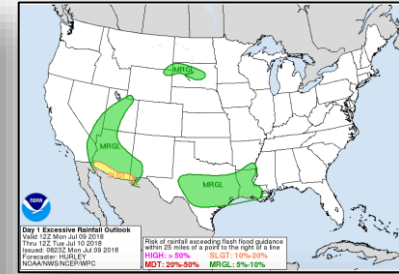 MRGL
MRGL
MRGL
Day 1 Excessive Rainfall Outlook
Valid 12Z Mon Jul 09 2018
Thru 12Z Tue Jul 10 2018
Issued: 0823Z Mon Jul 09 2018
Forecaster: HURLEY
NOAA/NWS/NCEP/WPC
Risk of rainfall exceeding flash flood guidance
within 25 miles of a point to the right of a line
HIGH: > 50% SLGT: 10%-20%
MDT: 20%-50% MRGL: 5%-10%